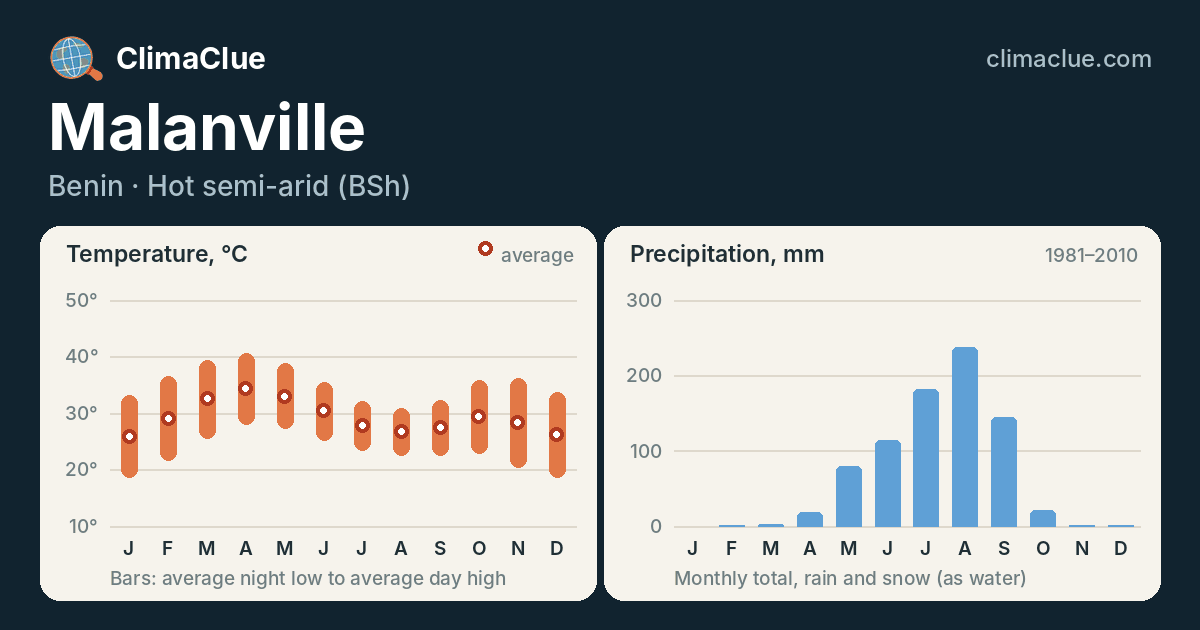 ClimaClue
climaclue.com
Malanville
Benin · Hot semi-arid (BSh)
Temperature, °C
average
50°
40°
30°
20°
10°
J F M A M J J A S O N D
Bars: average night low to average day high
Precipitation, mm
1981–2010
300
200
100
0
J F M A M J J A S O N D
Monthly total, rain and snow (as water)